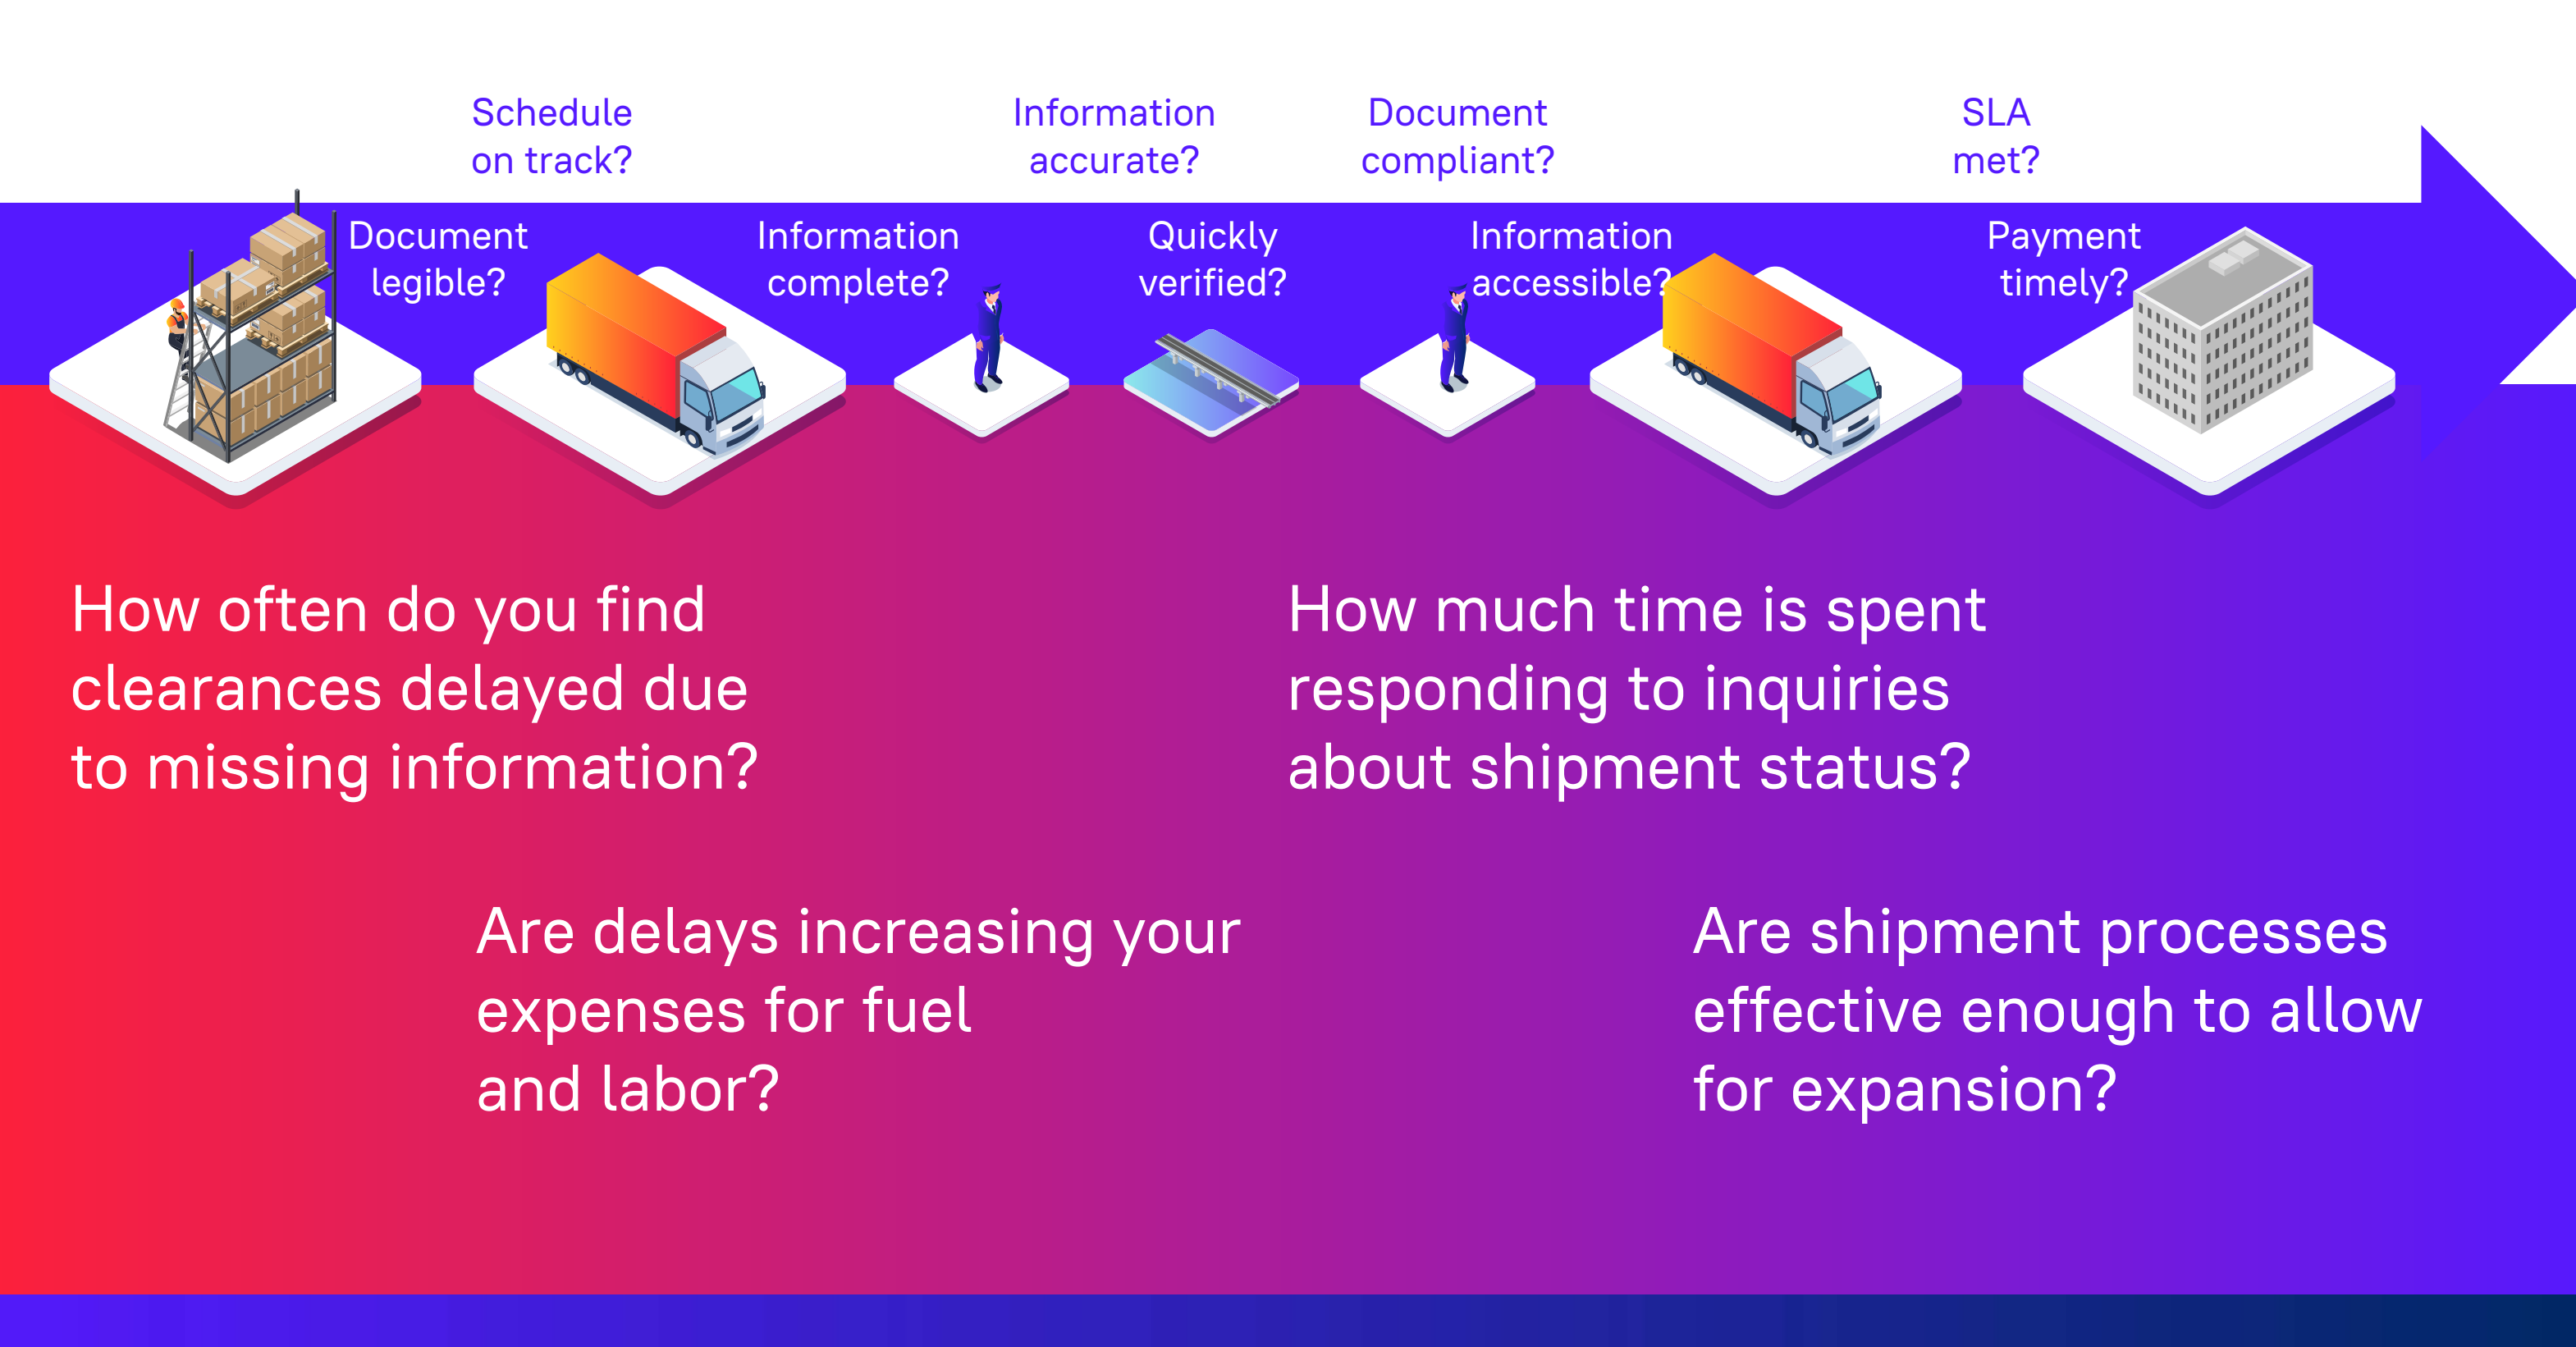 Schedule
on track?
Information
accurate?
Document
compliant?
SLA
met?
Document
legible?
Information
complete?
Quickly
verified?
Information
accessible?
Payment
timely?
How often do you find
clearances delayed due
to missing information?
How much time is spent
responding to inquiries
about shipment status?
Are delays increasing your
expenses for fuel
and labor?
Are shipment processes
effective enough to allow
for expansion?